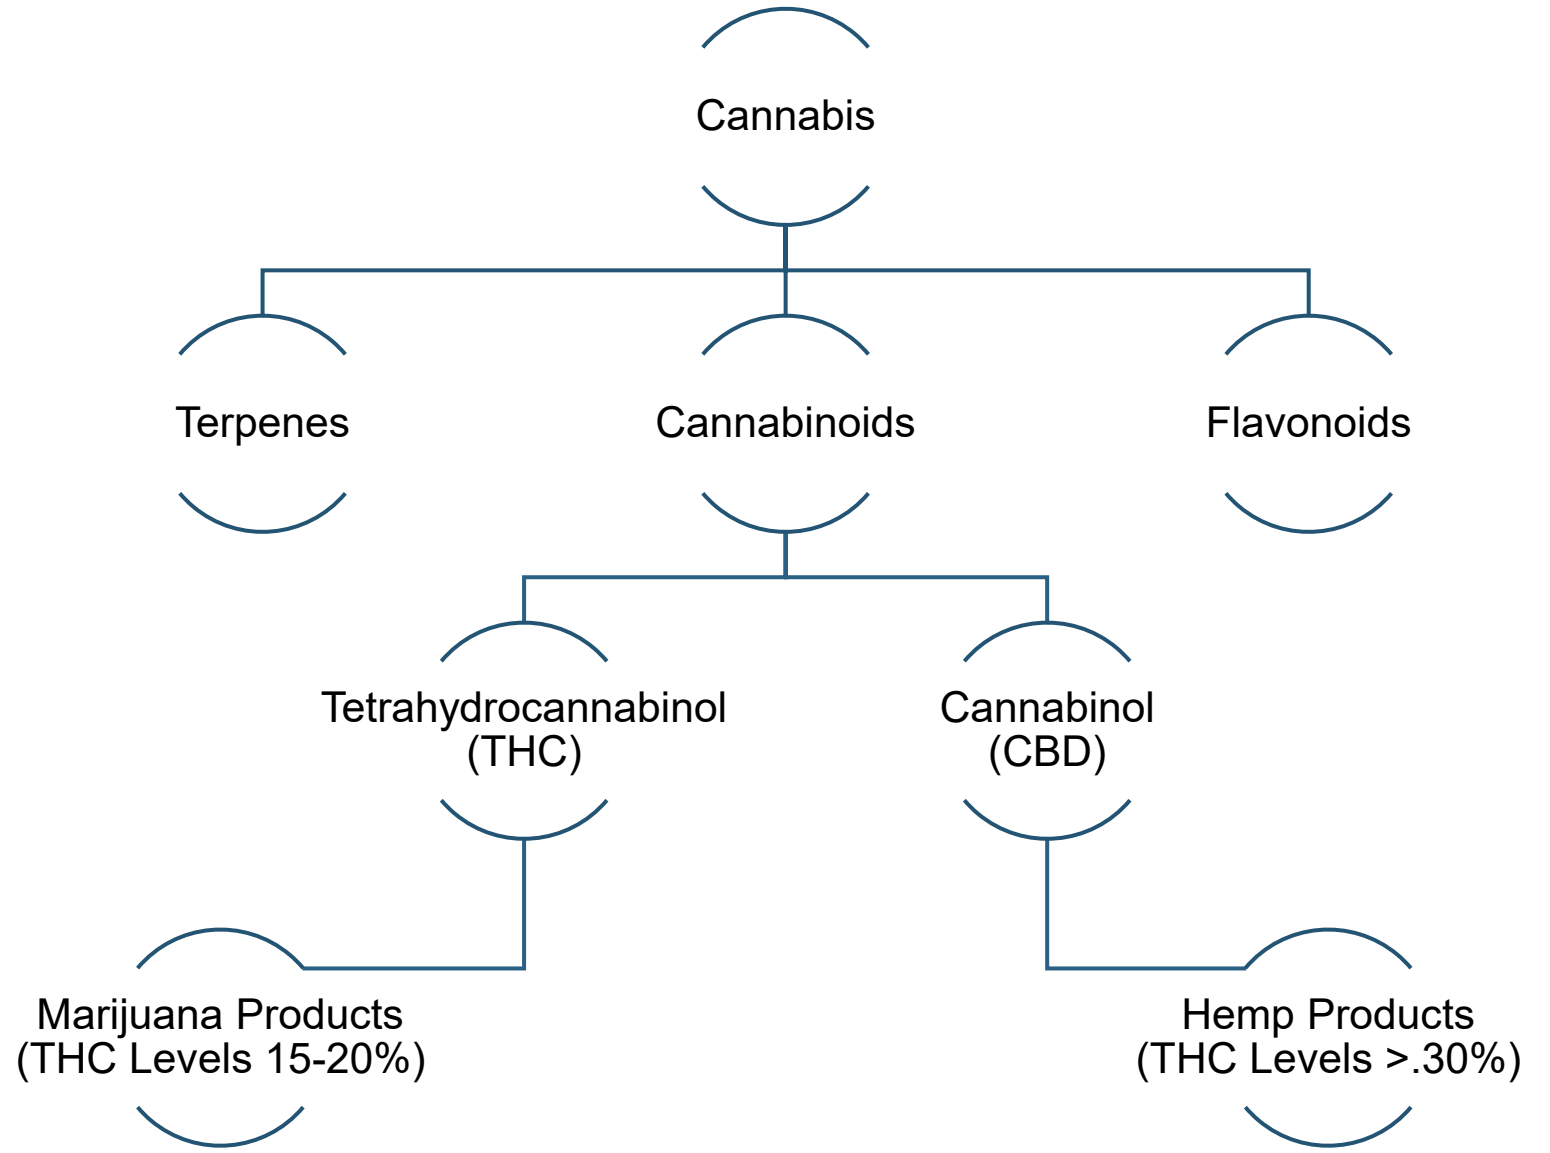 Cannabis
Terpenes
Cannabinoids
Flavonoids
Tetrahydrocannabinol
(THC)
Cannabinol
(CBD)
Marijuana Products
(THC Levels 15-20%)
Hemp Products
(THC Levels >.30%)